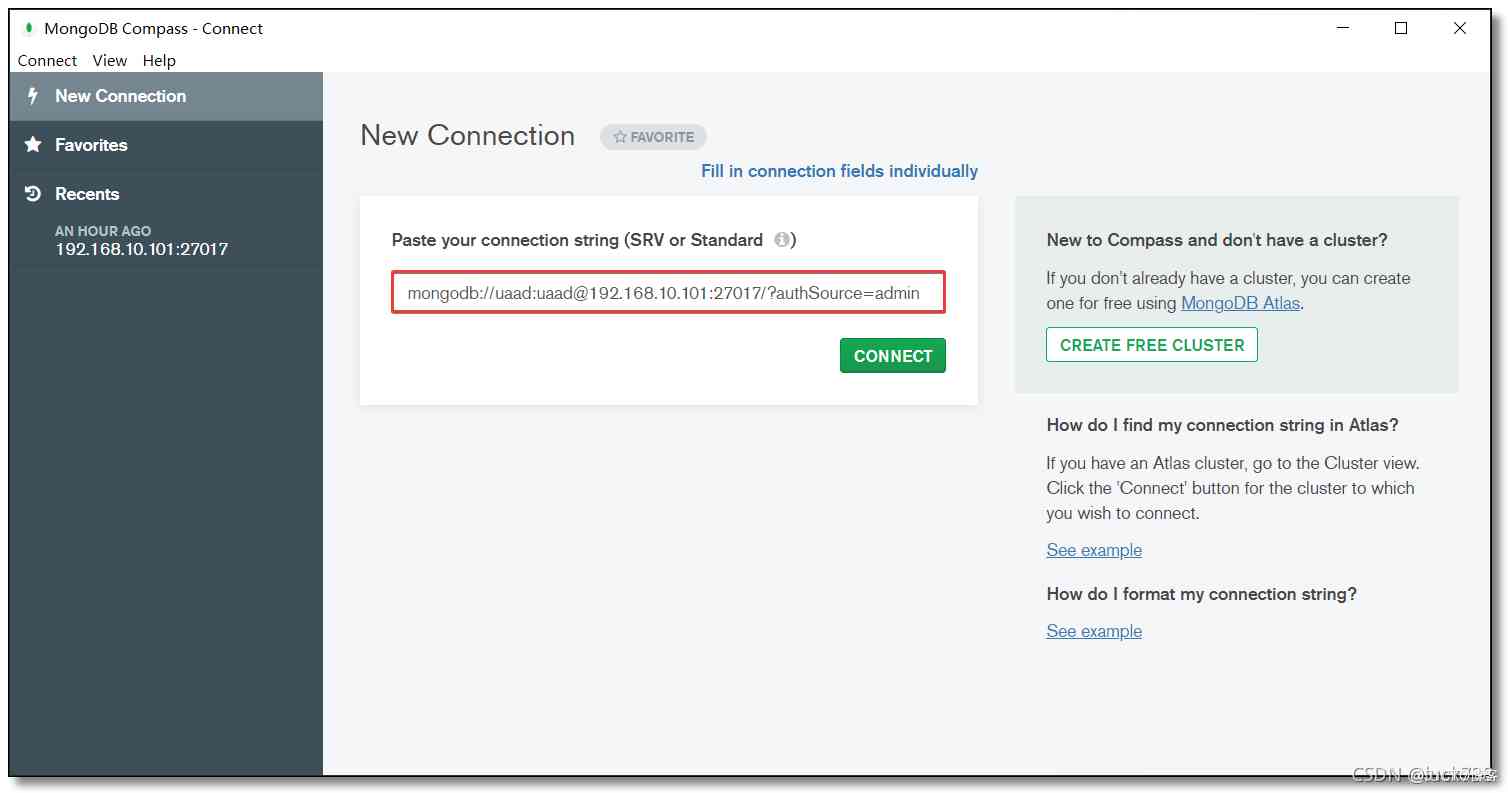 MongoDB Compass - Connect
Connect View Help
New Connection
Favorites
Recents
AN HOUR AGO
192.168.10.101:27017
New Connection
FAVORITE
Fill in connection fields individually
Paste your connection string (SRV or Standard )
mongodb://uaad:uaad@192.168.10.101:27017/?authSource=admin
CONNECT
New to Compass and don't have a cluster?
If you don't already have a cluster, you can create
one for free using MongoDB Atlas.
CREATE FREE CLUSTER
How do I find my connection string in Atlas?
If you have an Atlas cluster, go to the Cluster view.
Click the 'Connect' button for the cluster to which
you wish to connect.
See example
How do I format my connection string?
See example
CSDN